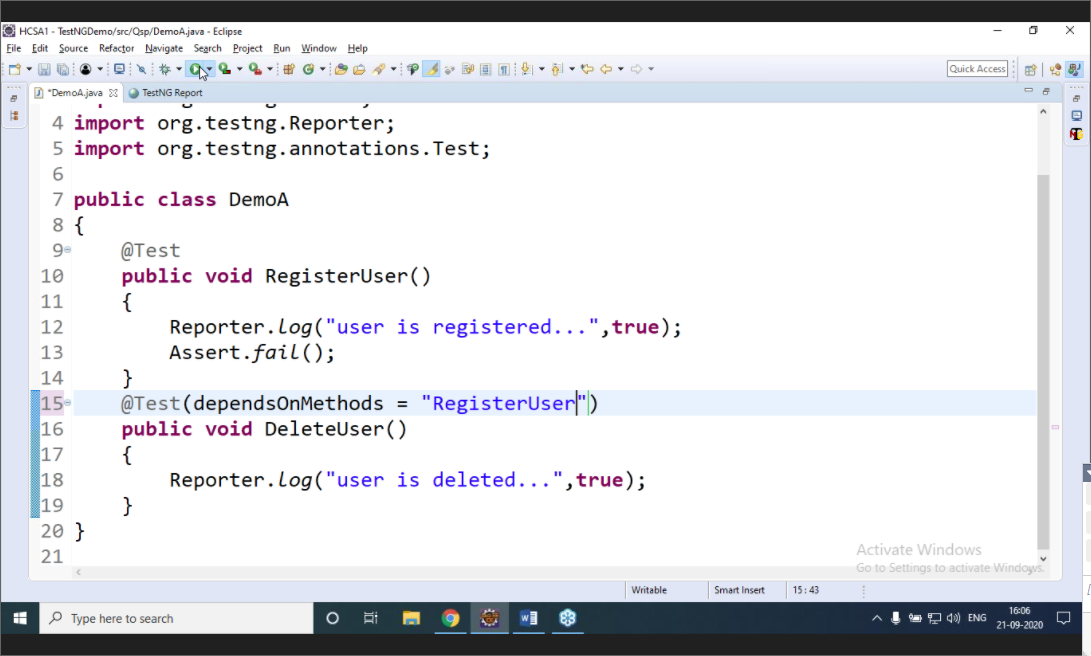 HCSA1 - TestNGDemo/src/Qsp/DemoA.java - Eclipse
File Edit Source Refactor Navigate Search Project Run Window Help
Quick Access
*DemoA.java TestNG Report
4 import org.testng.Reporter;
5 import org.testng.annotations.Test;
6
7 public class DemoA
8 {
9 @Test
10 public void RegisterUser()
11 {
12 Reporter.log("user is registered...",true);
13 Assert.fail();
14 }
15 @Test(dependsOnMethods = "RegisterUser")
16 public void DeleteUser()
17 {
18 Reporter.log("user is deleted...",true);
19 }
20 }
21
Activate Windows
Go to Settings to activate Windows.
Writable Smart Insert 15:43
Type here to search
ENG
16:06
21-09-2020